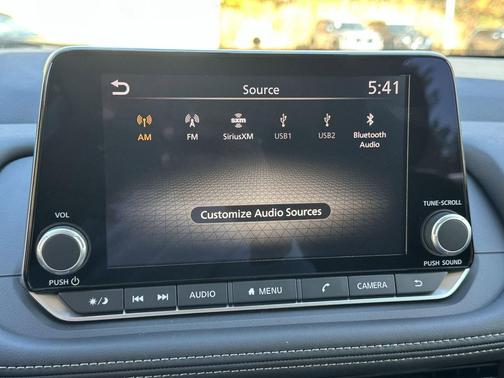 Source 5:41
AM FM SiriusXM USB1 USB2 Bluetooth Audio
sxm
Customize Audio Sources
VOL
PUSH
TUNE-SCROLL
PUSH SOUND
AUDIO MENU CAMERA